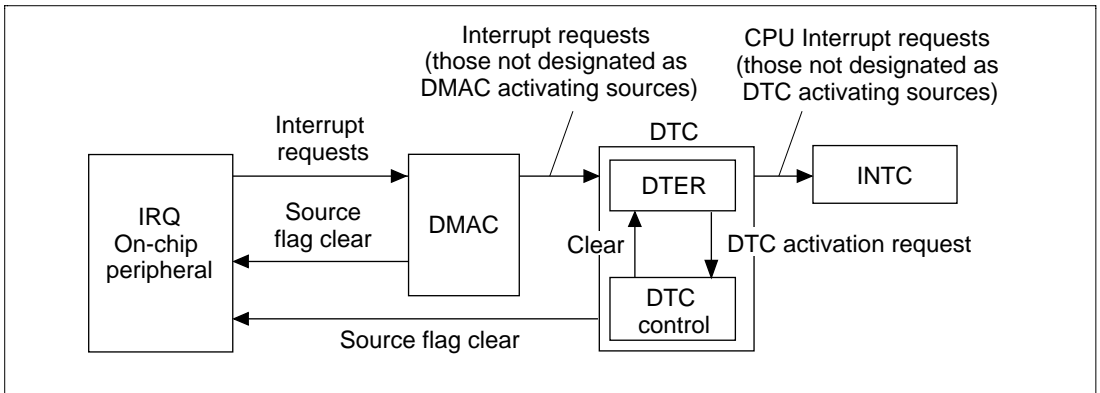 Interrupt requests
(those not designated as
DMAC activating sources)
CPU Interrupt requests
(those not designated as
DTC activating sources)
Interrupt
requests
DTC
IRQ
On-chip
peripheral
Source
flag clear
DMAC
DTER
INTC
Clear
DTC activation request
DTC
control
Source flag clear